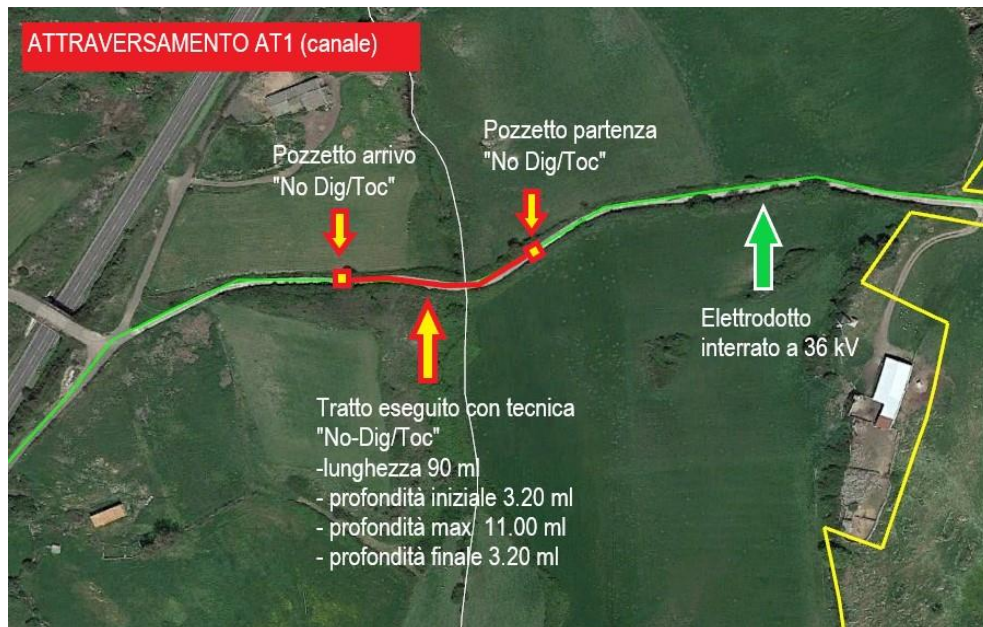 ATTRAVERSAMENTO AT1 (canale)
Pozzetto arrivo
"No Dig/Toc"
Pozzetto partenza
"No Dig/Toc"
Elettrodotto
interrato a 36 kV
Tratto eseguito con tecnica
"No-Dig/Toc"
-lunghezza 90 ml
- profondità iniziale 3.20 ml
- profondità max 11.00 ml
- profondità finale 3.20 ml